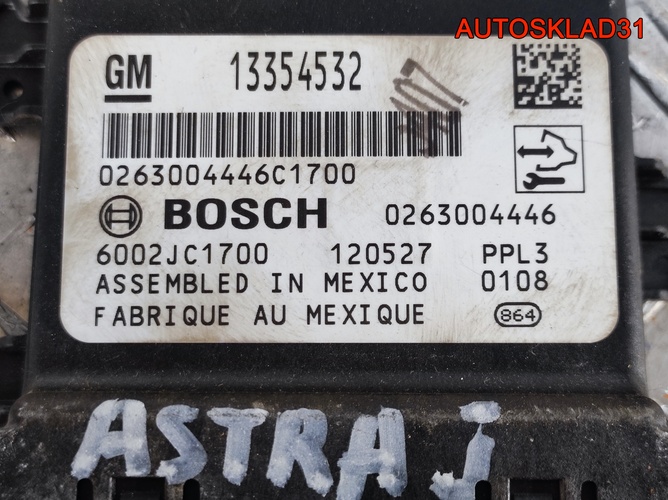 AUTOSKLAD31
GM 13354532
0263004446C1700
BOSCH 0263004446
6002JC1700 120527 PPL3
ASSEMBLED IN MEXICO 0108
FABRIQUE AU MEXIQUE 864
ASTRA J